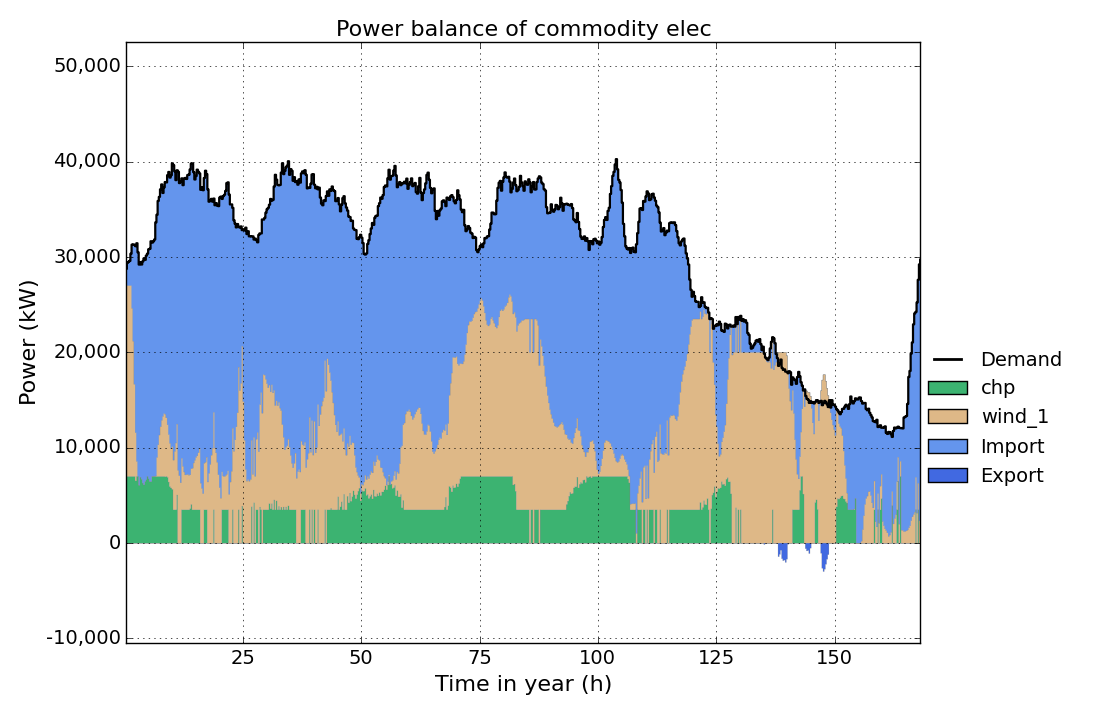 Power balance of commodity elec
50,000
40,000
30,000
20,000
10,000
0
-10,000
Power (kW)
25
50
75
100
125
150
Time in year (h)
Demand
chp
wind_1
Import
Export